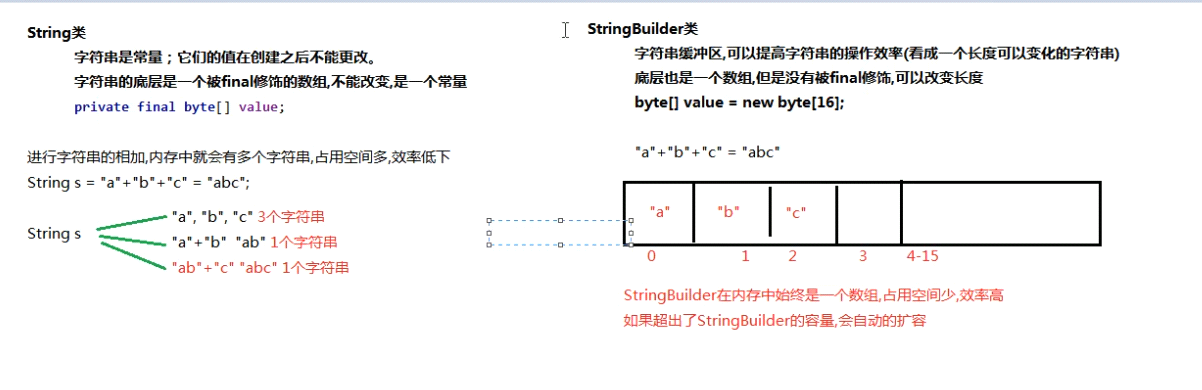 String类
字符串是常量；它们的值在创建之后不能更改。
字符串的底层是一个被final修饰的数组,不能改变,是一个常量
private final byte[] value;
进行字符串的相加,内存中就会有多个字符串,占用空间多,效率低下
String s = "a"+"b"+"c" = "abc";
String s
"a", "b", "c" 3个字符串
"a"+"b" "ab" 1个字符串
"ab"+"c" "abc" 1个字符串
StringBuilder类
字符串缓冲区,可以提高字符串的操作效率(看成一个长度可以变化的字符串)
底层也是一个数组,但是没有被final修饰,可以改变长度
byte[] value = new byte[16];
"a"+"b"+"c" = "abc"
"a" "b" "c"
0 1 2 3 4-15
StringBuilder在内存中始终是一个数组,占用空间少,效率高
如果超出了StringBuilder的容量,会自动的扩容